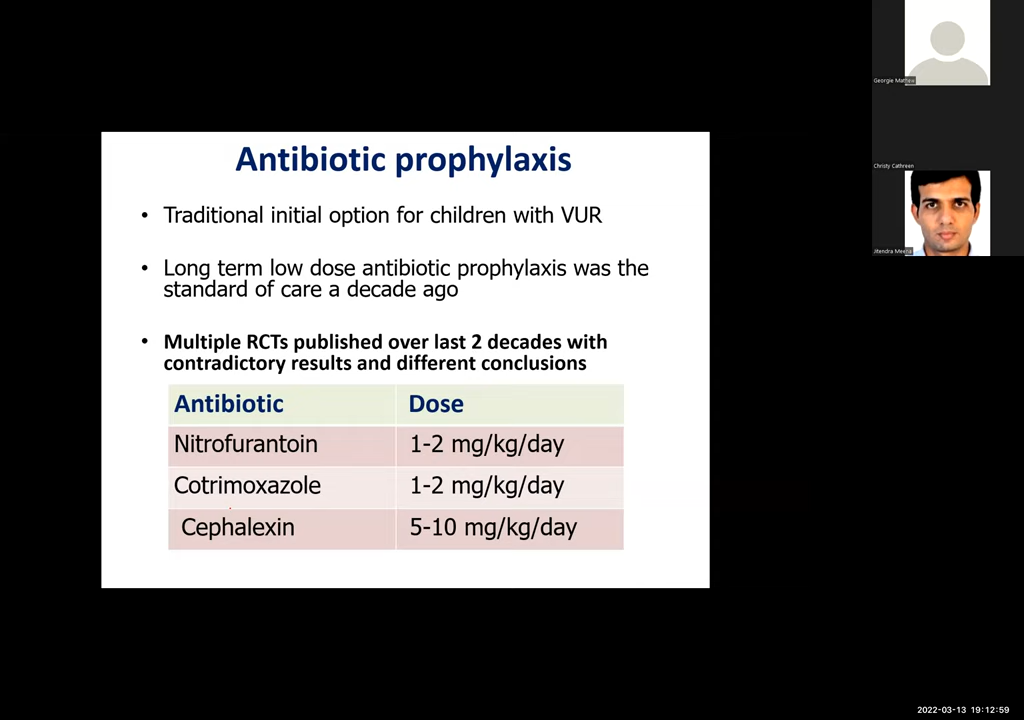 Antibiotic prophylaxis
• Traditional initial option for children with VUR
• Long term low dose antibiotic prophylaxis was the
standard of care a decade ago
• Multiple RCTs published over last 2 decades with
contradictory results and different conclusions
Antibiotic Dose
Nitrofurantoin 1-2 mg/kg/day
Cotrimoxazole 1-2 mg/kg/day
Cephalexin 5-10 mg/kg/day
Georgie Mathew
Christy Cathreen
Jitendra Meena
2022-03-13 19:12:59